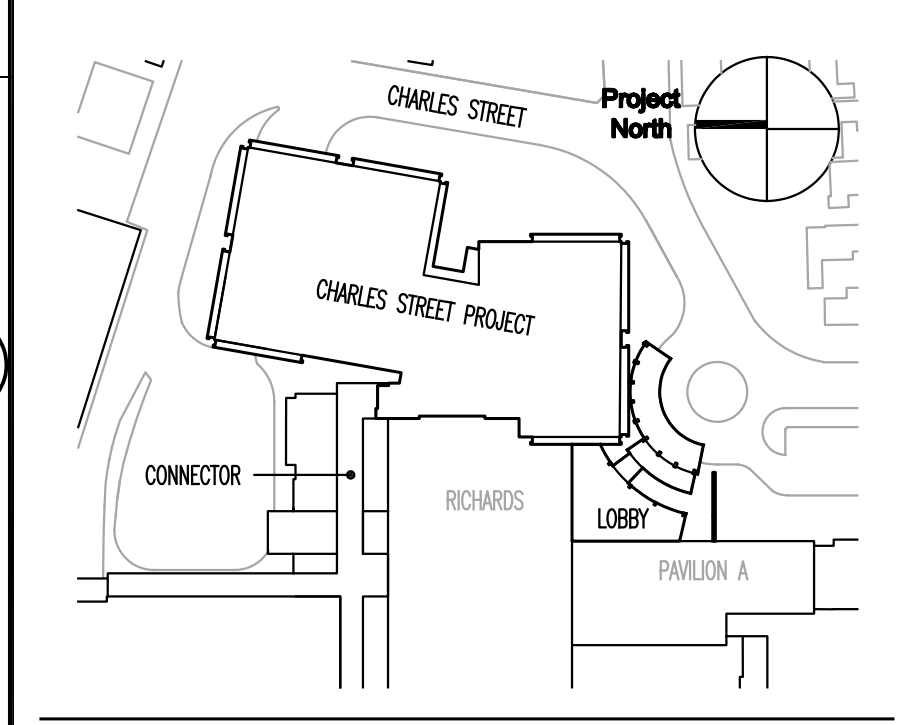 CHARLES STREET
Project
North
CHARLES STREET PROJECT
CONNECTOR
RICHARDS
LOBBY
PAVILION A